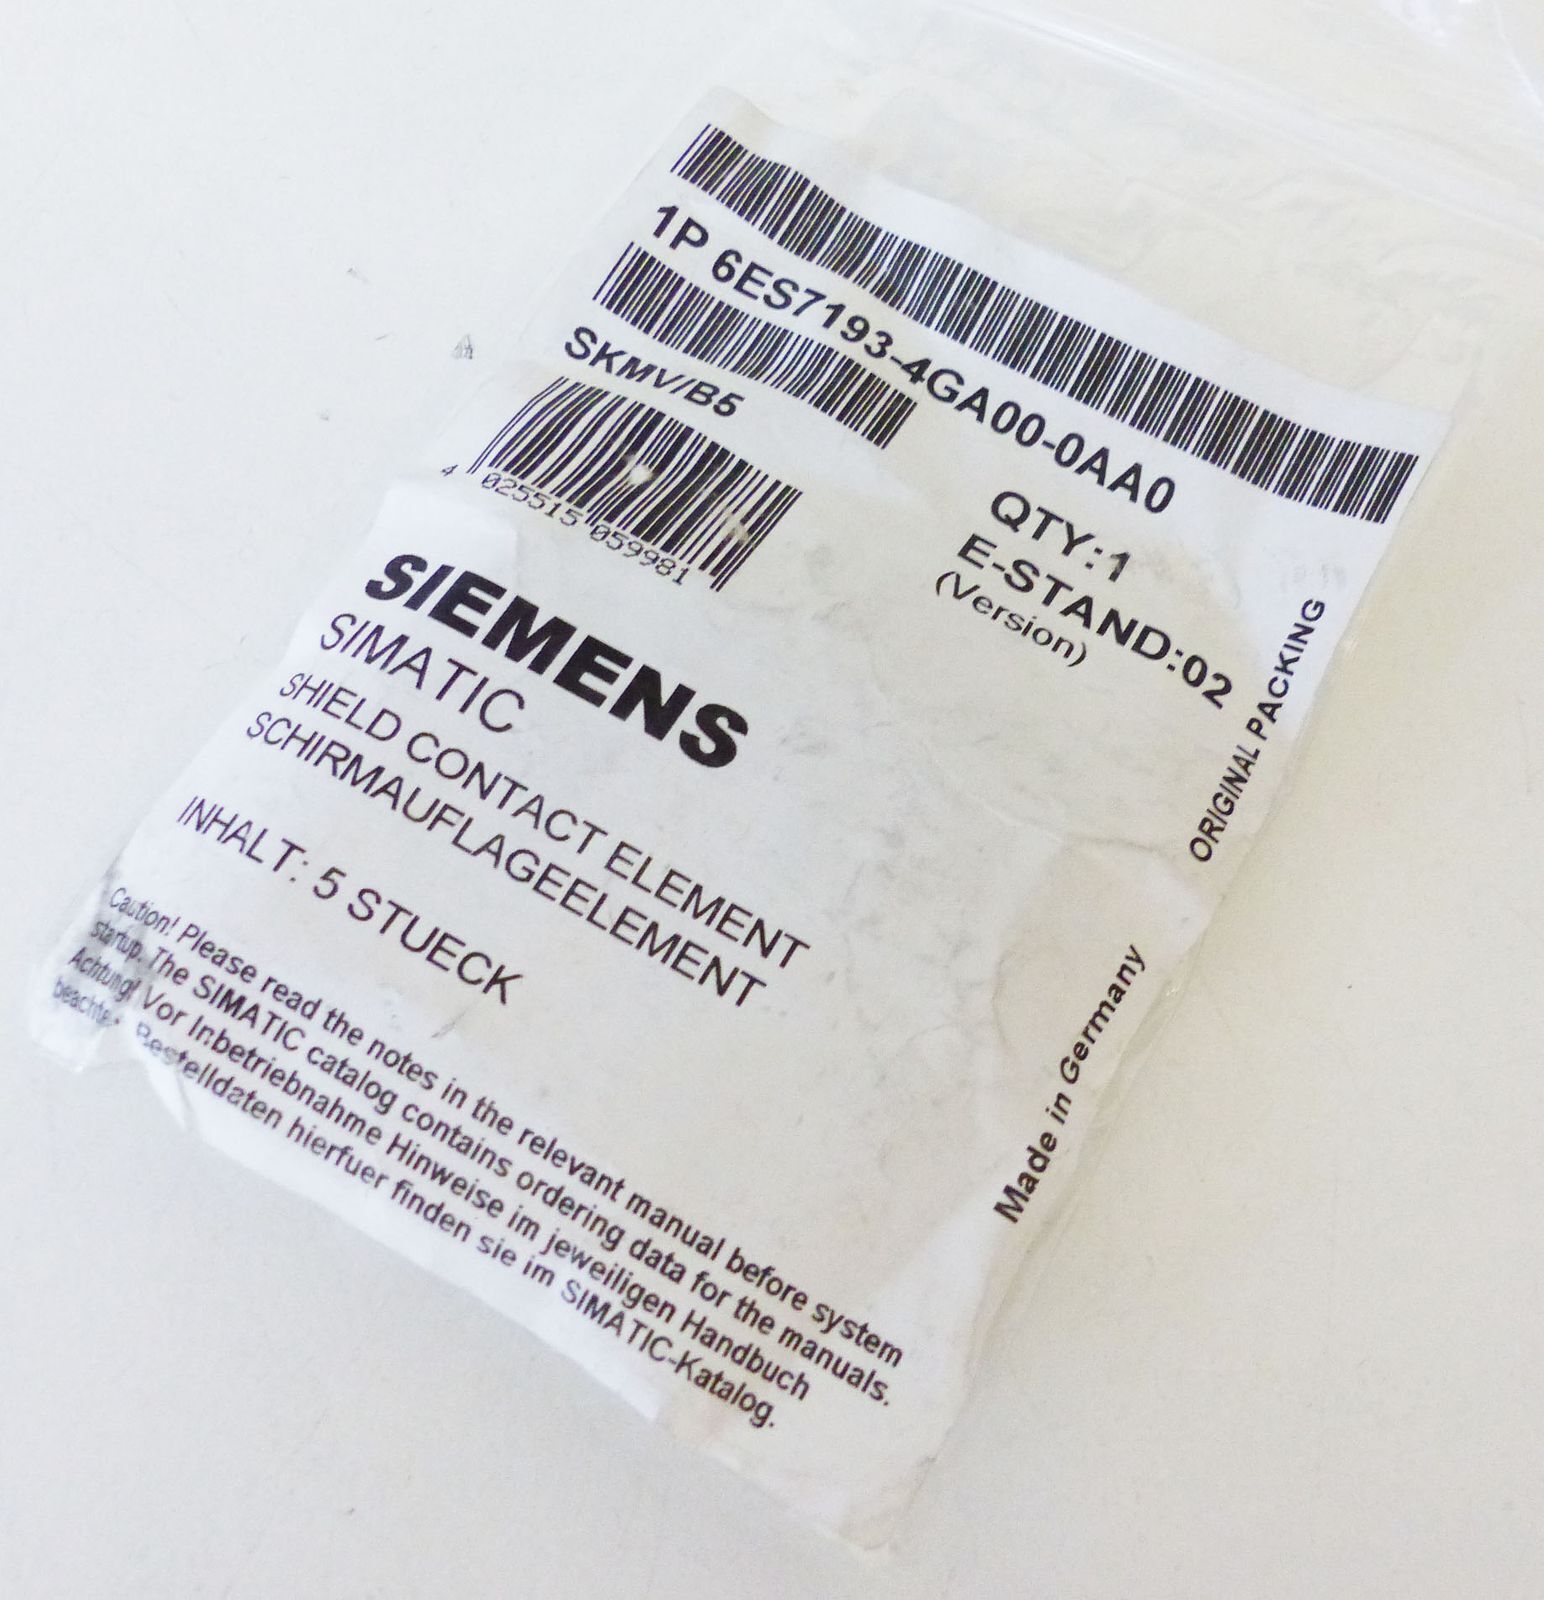 1P 6ES7193-4GA00-0AA0
SKMV/B5
QTY:1
E-STAND:02
(Version)
4 025515 059981
SIEMENS
SIMATIC
SHIELD CONTACT ELEMENT
SCHIRMAUFLAGEELEMENT
INHALT: 5 STUECK
ORIGINAL PACKING
Made in Germany
Caution! Please read the notes in the relevant manual before system
startup. The SIMATIC catalog contains ordering data for the manuals.
Achtung! Vor Inbetriebnahme Hinweise im jeweiligen Handbuch
beachten. Bestelldaten hierfuer finden sie im SIMATIC-Katalog.